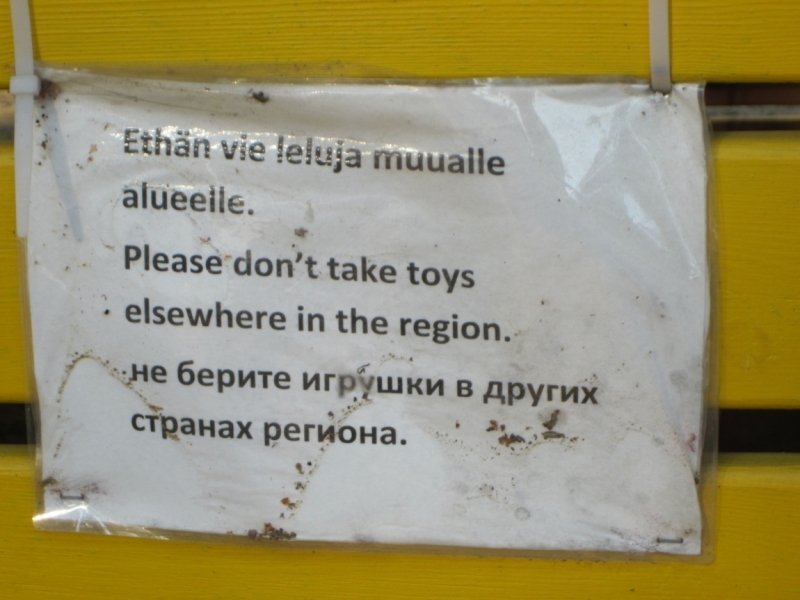 Ethän vie leluja muualle
alueelle.
Please don't take toys
elsewhere in the region.
не берите игрушки в других
странах региона.